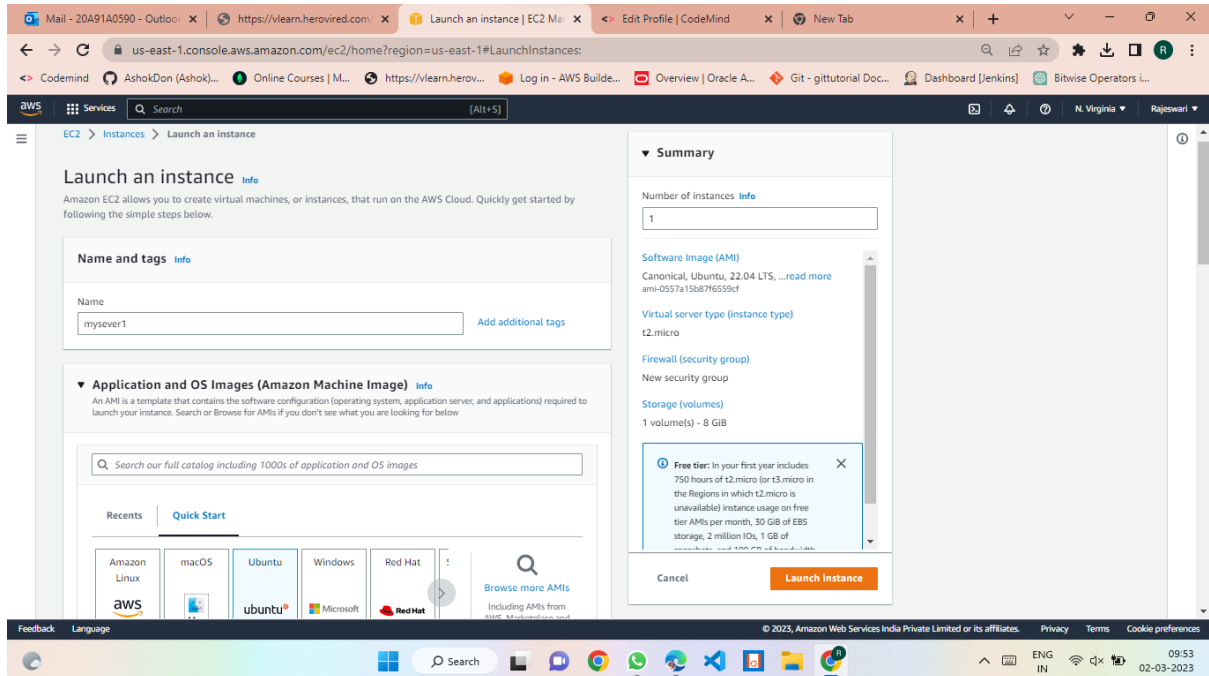 Mail - 20A91A0590 - Outlook
https://vlearn.herovired.com/
Launch an instance | EC2 Man
Edit Profile | CodeMind
New Tab
us-east-1.console.aws.amazon.com/ec2/home?region=us-east-1#LaunchInstances:
R
Codemind
AshokDon (Ashok)...
Online Courses | M...
https://vlearn.herov...
Log in - AWS Builde...
Overview | Oracle A...
Git - gittutorial Doc...
Dashboard [Jenkins]
Bitwise Operators i...
aws
Services
Search
[Alt+S]
N. Virginia
Rajeswari
EC2 > Instances > Launch an instance
Launch an instance Info
Amazon EC2 allows you to create virtual machines, or instances, that run on the AWS Cloud. Quickly get started by
following the simple steps below.
Name and tags Info
Name
mysever1
Add additional tags
Application and OS Images (Amazon Machine Image) Info
An AMI is a template that contains the software configuration (operating system, application server, and applications) required to
launch your instance. Search or Browse for AMIs if you don't see what you are looking for below
Search our full catalog including 1000s of application and OS images
Recents
Quick Start
Amazon
Linux
aws
macOS
Ubuntu
ubuntu
Windows
Microsoft
Red Hat
Red Hat
Browse more AMIs
Including AMIs from
AWS, Marketplace and
Summary
Number of instances Info
1
Software Image (AMI)
Canonical, Ubuntu, 22.04 LTS, ...read more
ami-0557a15b87f6559cf
Virtual server type (instance type)
t2.micro
Firewall (security group)
New security group
Storage (volumes)
1 volume(s) - 8 GiB
Free tier: In your first year includes
750 hours of t2.micro (or t3.micro in
the Regions in which t2.micro is
unavailable) instance usage on free
tier AMIs per month, 30 GiB of EBS
storage, 2 million IOs, 1 GB of
snapshots, and 100 GB of bandwidth
Cancel
Launch instance
Feedback
Language
© 2023, Amazon Web Services India Private Limited or its affiliates.
Privacy
Terms
Cookie preferences
Search
R
ENG
IN
09:53
02-03-2023